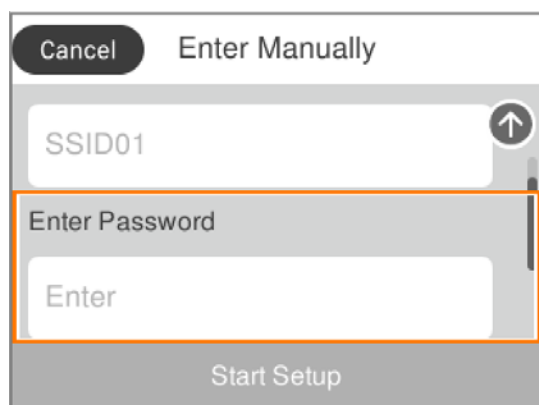 Cancel Enter Manually
SSID01
Enter Password
Enter
Start Setup